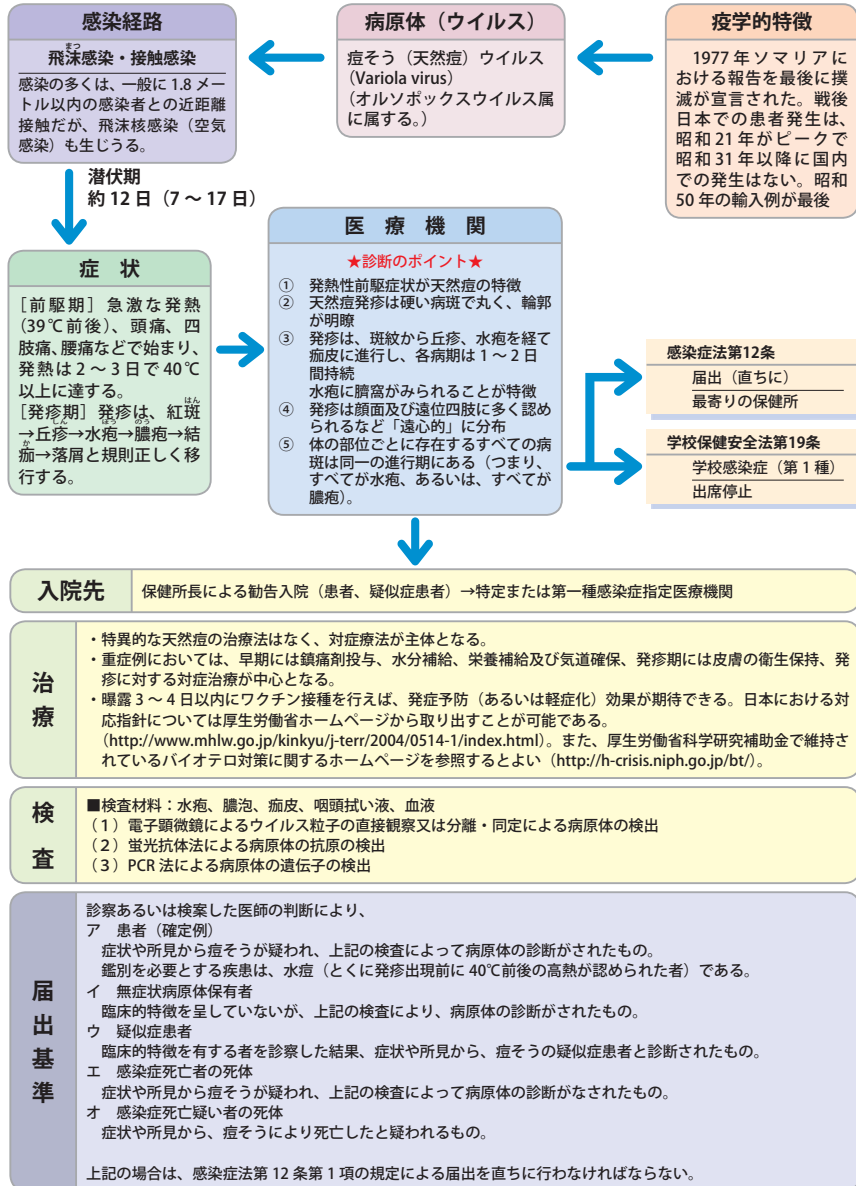 感染経路
飛沫感染・接触感染
まつ
感染の多くは、一般に 1.8 メー
トル以内の感染者との近距離
接触だが、飛沫核感染（空気
感染）も生じうる。
病原体（ウイルス）
痘そう（天然痘）ウイルス
(Variola virus)
（オルソポックスウイルス属
に属する。）
疫学的特徴
1977 年ソマリアに
おける報告を最後に撲
滅が宣言された。戦後
日本での患者発生は、
昭和 21 年がピークで
昭和 31 年以降に国内
での発生はない。昭和
50 年の輸入例が最後
潜伏期
約 12 日（7 ～ 17 日）
症 状
［前駆期］急激な発熱
(39℃前後)、頭痛、四
肢痛、腰痛などで始まり、
発熱は 2 ～ 3 日で 40℃
以上に達する。
［発疹期］発疹は、紅斑
はん
→丘疹→水疱→膿疱→結
しん ぽう のう
痂→落屑と規則正しく移
か
行する。
医 療 機 関
★診断のポイント★
① 発熱性前駆症状が天然痘の特徴
② 天然痘発疹は硬い病斑で丸く、輪郭
が明瞭
③ 発疹は、斑紋から丘疹、水疱を経て
痂皮に進行し、各病期は 1 ～ 2 日
間持続
水疱に臍窩がみられることが特徴
④ 発疹は顔面及び遠位四肢に多く認め
られるなど「遠心的」に分布
⑤ 体の部位ごとに存在するすべての病
斑は同一の進行期にある（つまり、
すべてが水疱、あるいは、すべてが
膿疱）。
感染症法第12条
届出（直ちに）
最寄りの保健所
学校保健安全法第19条
学校感染症（第 1 種）
出席停止
入院先
保健所長による勧告入院（患者、疑似症患者）→特定または第一種感染症指定医療機関
治療
・特異的な天然痘の治療法はなく、対症療法が主体となる。
・重症例においては、早期には鎮痛剤投与、水分補給、栄養補給及び気道確保、発疹期には皮膚の衛生保持、発
疹に対する対症治療が中心となる。
・曝露 3 ～ 4 日以内にワクチン接種を行えば、発症予防（あるいは軽症化）効果が期待できる。日本における対
応指針については厚生労働省ホームページから取り出すことが可能である。
（http://www.mhlw.go.jp/kinkyu/j-terr/2004/0514-1/index.html）。また、厚生労働省科学研究補助金で維持さ
れているバイオテロ対策に関するホームページを参照するとよい（http://h-crisis.niph.go.jp/bt/）。
検査
■検査材料：水疱、膿泡、痂皮、咽頭拭い液、血液
（１）電子顕微鏡によるウイルス粒子の直接観察又は分離・同定による病原体の検出
（２）蛍光抗体法による病原体の抗原の検出
（３）PCR 法による病原体の遺伝子の検出
届出基準
診察あるいは検案した医師の判断により、
ア 患者（確定例）
症状や所見から痘そうが疑われ、上記の検査によって病原体の診断がされたもの。
鑑別を必要とする疾患は、水痘（とくに発疹出現前に 40℃前後の高熱が認められた者）である。
イ 無症状病原体保有者
臨床的特徴を呈していないが、上記の検査により、病原体の診断がされたもの。
ウ 疑似症患者
臨床的特徴を有する者を診察した結果、症状や所見から、痘そうの疑似症患者と診断されたもの。
エ 感染症死亡者の死体
症状や所見から痘そうが疑われ、上記の検査によって病原体の診断がなされたもの。
オ 感染症死亡疑い者の死体
症状や所見から、痘そうにより死亡したと疑われるもの。
上記の場合は、感染症法第 12 条第 1 項の規定による届出を直ちに行わなければならない。